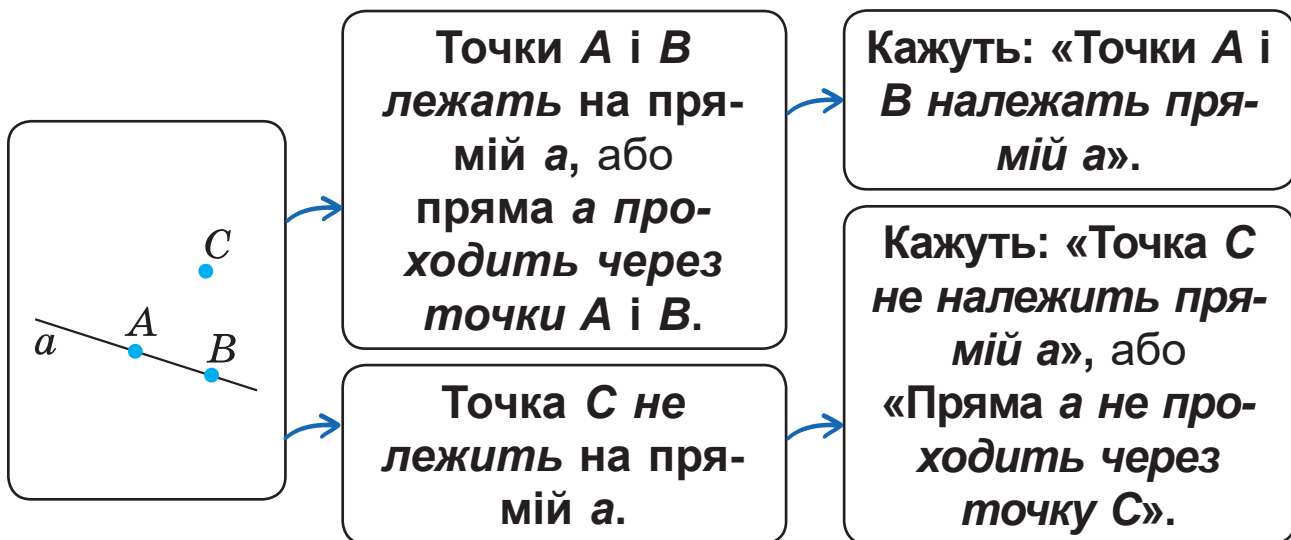 C
A
a
B
Точки A і B
лежать на пря-
мій a, або
пряма a про-
ходить через
точки A і B.
Кажуть: «Точки A і
B належать пря-
мій a».
Точка C не
лежить на пря-
мій a.
Кажуть: «Точка C
не належить пря-
мій a», або
«Пряма a не про-
ходить через
точку C».